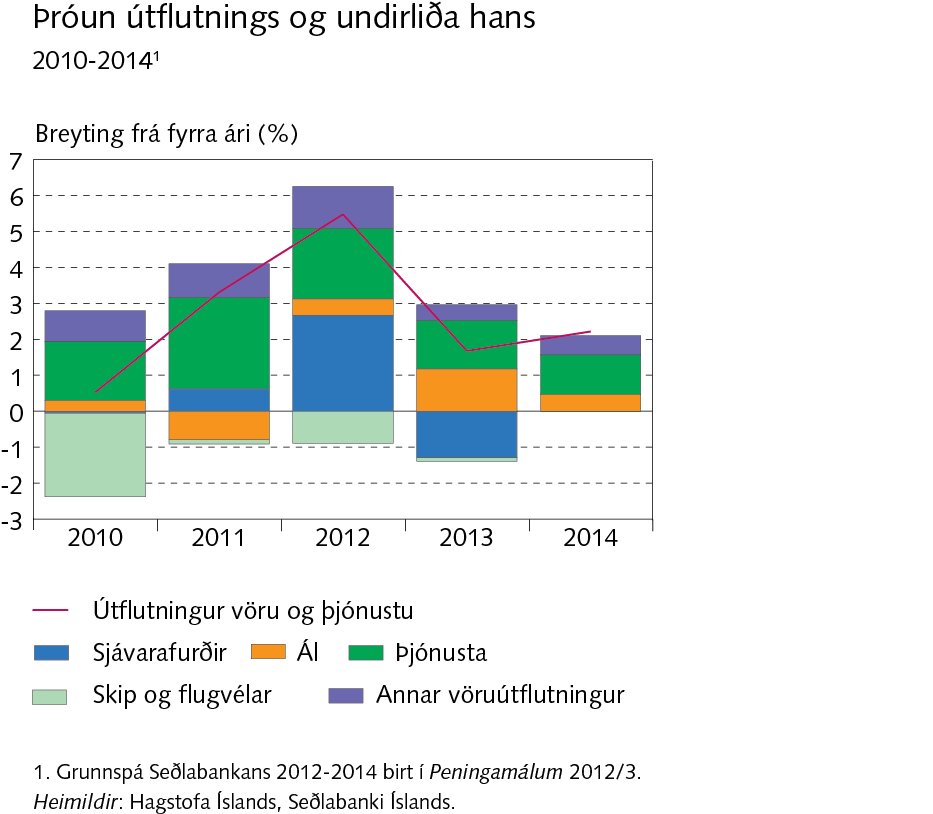 Þróun útflutnings og undirliða hans
2010-2014¹
Breyting frá fyrra ári (%)
7
6
5
4
3
2
1
0
-1
-2
-3
2010 2011 2012 2013 2014
Útflutningur vöru og þjónustu
Sjávarafurðir Ál Þjónusta
Skip og flugvélar Annar vöruútflutningur
1. Grunnspá Seðlabankans 2012-2014 birt í Peningamálum 2012/3.
Heimildir: Hagstofa Íslands, Seðlabanki Íslands.